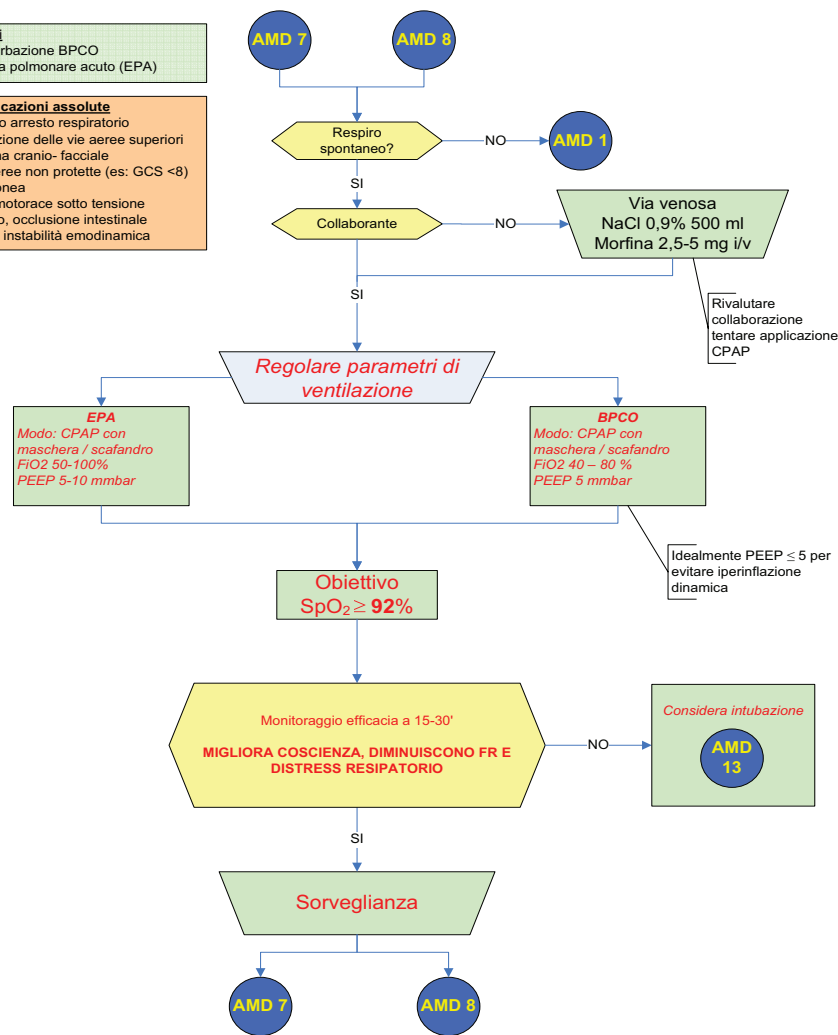 AMD 7
AMD 8
i
rbazione BPCO
a polmonare acuto (EPA)
cazioni assolute
o arresto respiratorio
zione delle vie aeree superiori
na cranio- facciale
eree non protette (es: GCS <8)
onea
motorace sotto tensione
o, occlusione intestinale
instabilità emodinamica
Respiro
spontaneo?
NO
AMD 1
SI
Collaborante
NO
Via venosa
NaCl 0,9% 500 ml
Morfina 2,5-5 mg i/v
SI
Rivalutare
collaborazione
tentare applicazione
CPAP
Regolare parametri di
ventilazione
EPA
Modo: CPAP con
maschera / scafandro
FiO2 50-100%
PEEP 5-10 mmbar
BPCO
Modo: CPAP con
maschera / scafandro
FiO2 40 – 80 %
PEEP 5 mmbar
Idealmente PEEP ≤ 5 per
evitare iperinflazione
dinamica
Obiettivo
SpO₂ ≥ 92%
Monitoraggio efficacia a 15-30'
MIGLIORA COSCIENZA, DIMINUISCONO FR E
DISTRESS RESIPATORIO
NO
Considera intubazione
AMD
13
SI
Sorveglianza
AMD 7
AMD 8